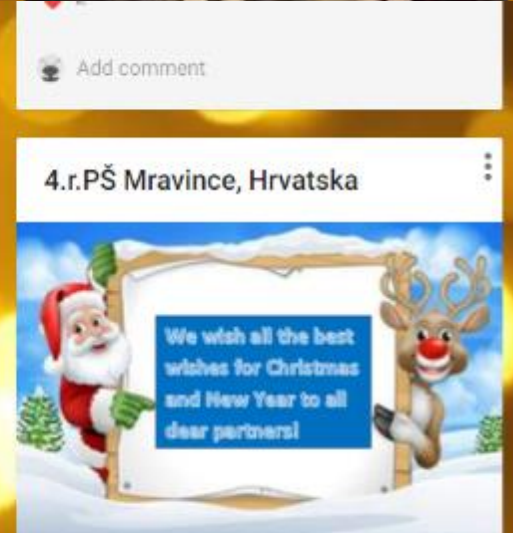 Add comment
4.r.PŠ Mravince, Hrvatska
We wish all the best
wishes for Christmas
and New Year to all
dear partners!